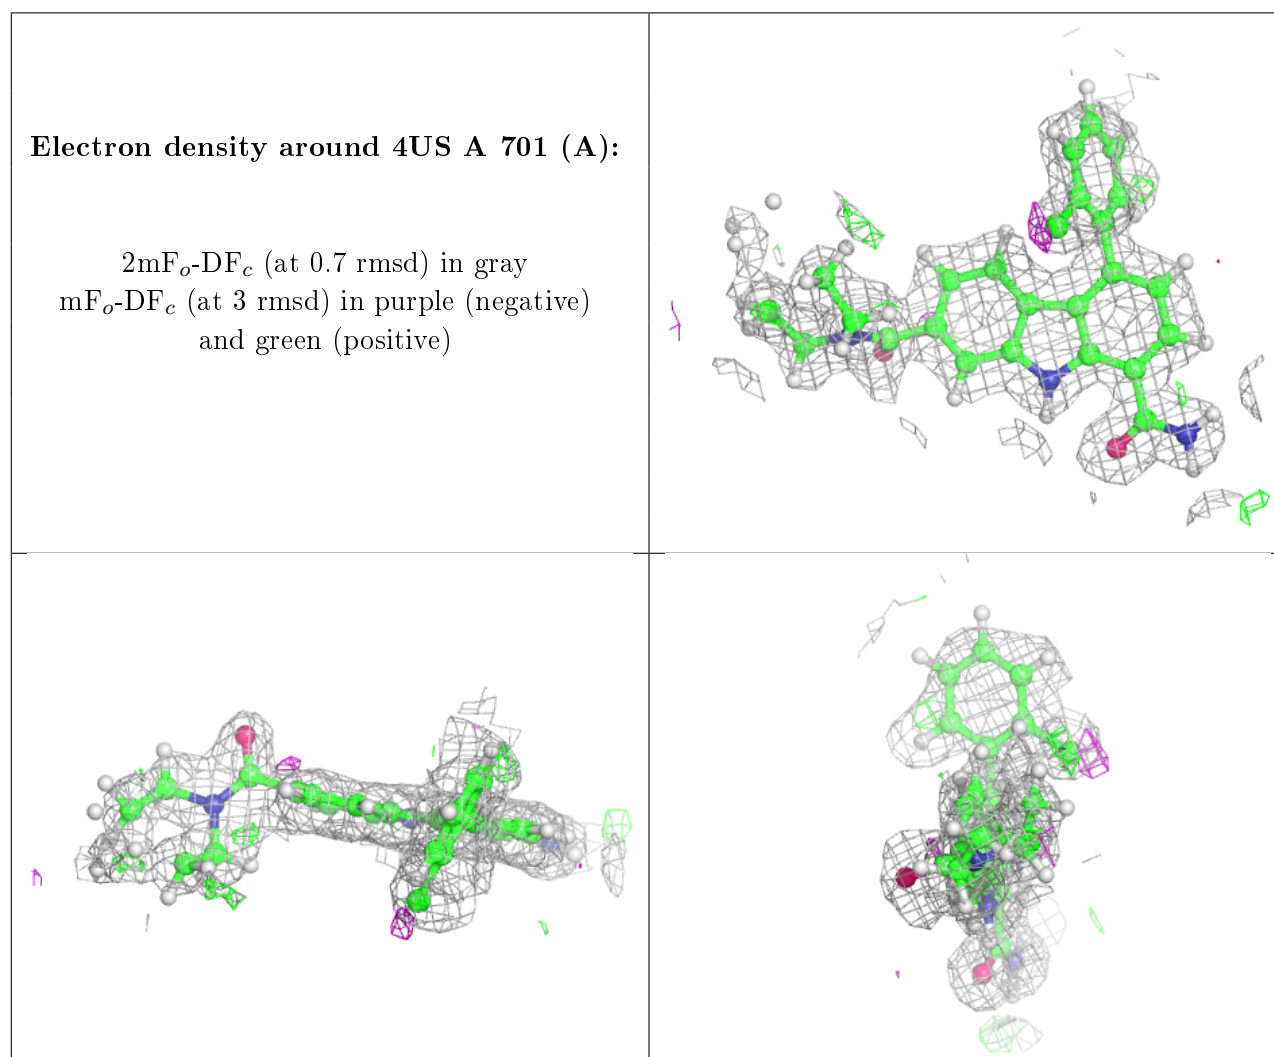 Electron density around 4US A 701 (A):
2mFₒ-DF𝒸 (at 0.7 rmsd) in gray
mFₒ-DF𝒸 (at 3 rmsd) in purple (negative)
and green (positive)